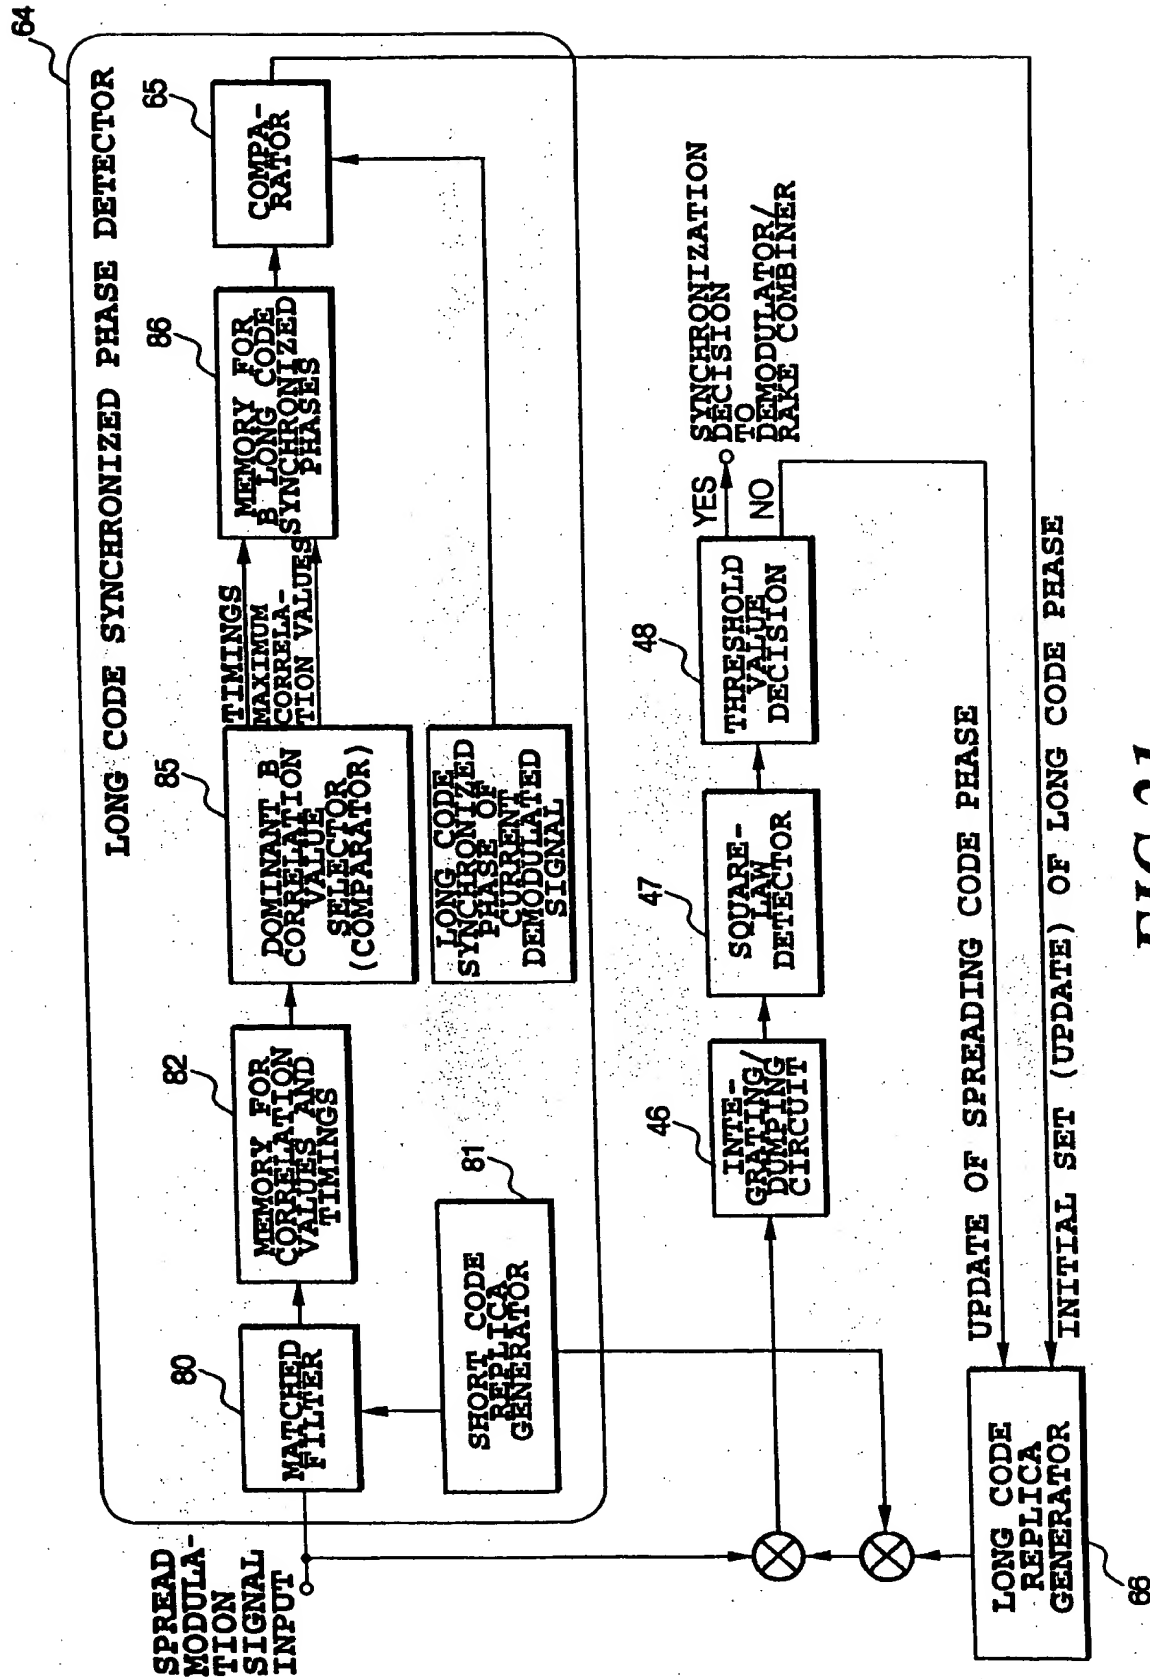 64
LONG CODE SYNCHRONIZED PHASE DETECTOR
SPREAD
MODULA-
TION
SIGNAL
INPUT
80
MATCHED
FILTER
82
MEMORY FOR
CORRELATION
VALUES AND
TIMINGS
85
DOMINANT B
CORRELATION
VALUE
SELECTOR
(COMPARATOR)
TIMINGS
MAXIMUM
CORRELA-
TION VALUES
86
MEMORY FOR
B LONG CODE
SYNCHRONIZED
PHASES
65
COMPA-
RATOR
81
SHORT CODE
REPLICA
GENERATOR
LONG CODE
SYNCHRONIZED
PHASE OF
CURRENT
DEMODULATED
SIGNAL
46
INTE-
GRATING/
DUMPING
CIRCUIT
47
SQUARE-
LAW
DETECTOR
48
THRESHOLD
VALUE
DECISION
YES
NO
SYNCHRONIZATION
DECISION
TO
DEMODULATOR/
RAKE COMBINER
UPDATE OF SPREADING CODE PHASE
INITIAL SET (UPDATE) OF LONG CODE PHASE
LONG CODE
REPLICA
GENERATOR
66